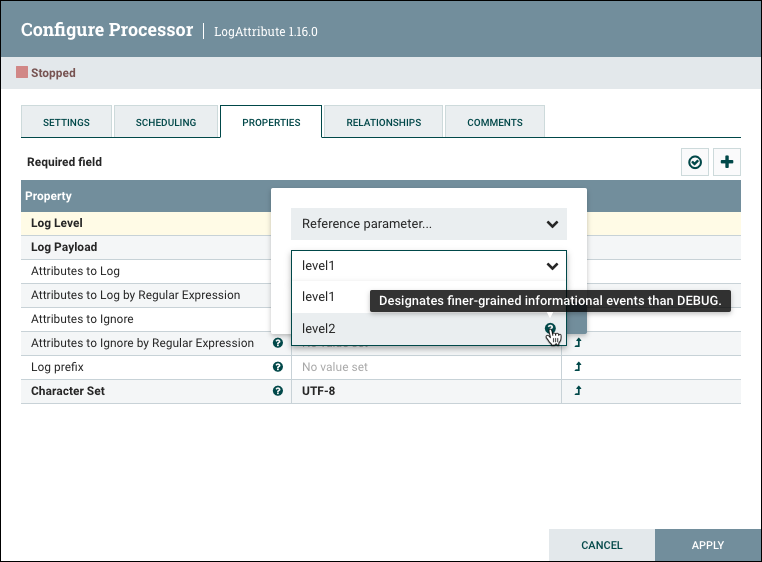 Configure Processor | LogAttribute 1.16.0
Stopped
SETTINGS SCHEDULING PROPERTIES RELATIONSHIPS COMMENTS
Required field
Property
Log Level
Reference parameter...
Log Payload
level1
Attributes to Log
level1
Attributes to Log by Regular Expression
Designates finer-grained informational events than DEBUG.
Attributes to Ignore
level2
Attributes to Ignore by Regular Expression
Log prefix No value set
Character Set UTF-8
CANCEL APPLY